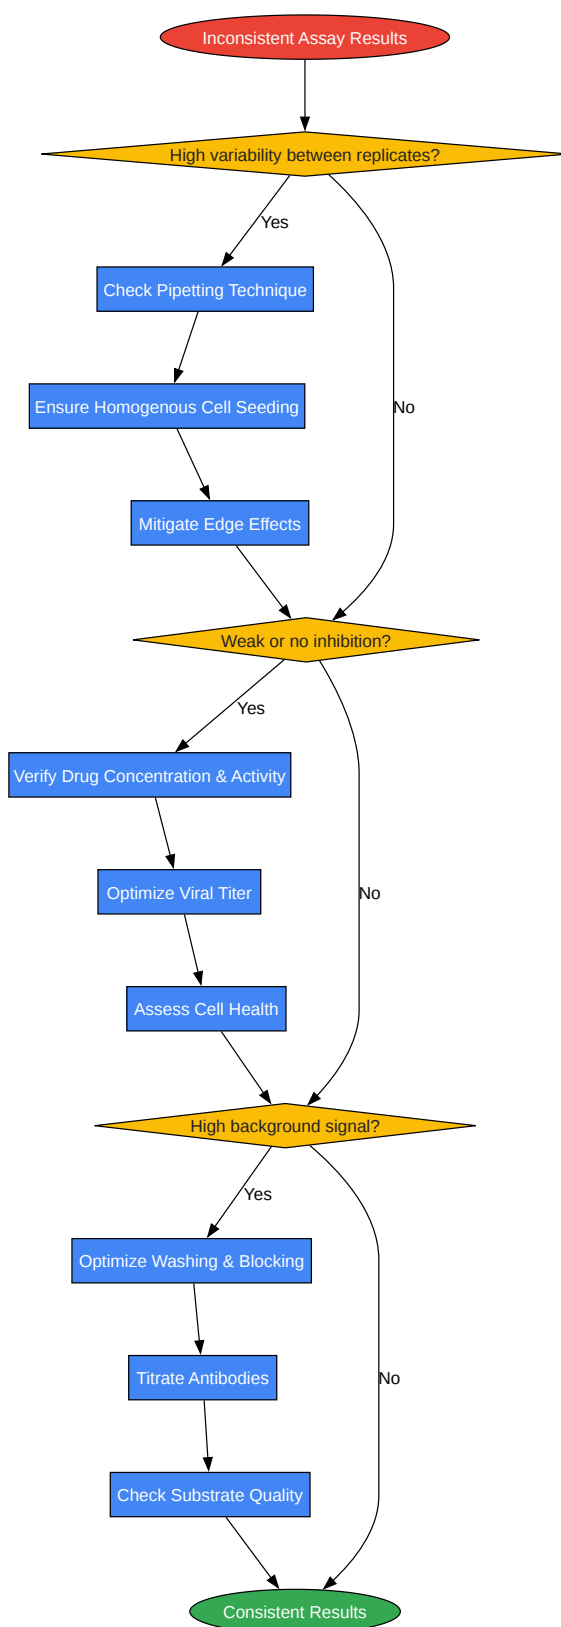 Inconsistent Assay Results
High variability between replicates?
Yes
Check Pipetting Technique
Ensure Homogenous Cell Seeding
No
Mitigate Edge Effects
Weak or no inhibition?
Yes
Verify Drug Concentration & Activity
Optimize Viral Titer
No
Assess Cell Health
High background signal?
Yes
Optimize Washing & Blocking
Titrate Antibodies
No
Check Substrate Quality
Consistent Results